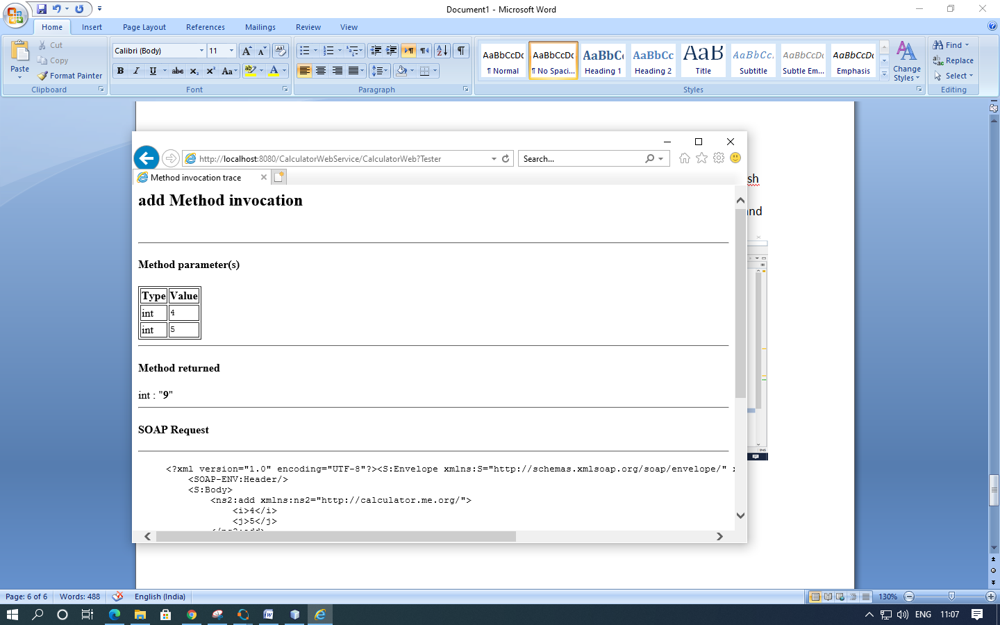 Document1 - Microsoft Word
Home Insert Page Layout References Mailings Review View
Paste
Cut
Copy
Format Painter
Clipboard
Calibri (Body) 11
Font
Paragraph
AaBbCcDc AaBbCcDc AaBbC AaBbCc AaB AaBbCc. AaBbCcDc AaBbCcDc
¶ Normal ¶ No Spaci... Heading 1 Heading 2 Title Subtitle Subtle Em... Emphasis
Change
Styles
Styles
Find
Replace
Select
Editing
http://localhost:8080/CalculatorWebService/CalculatorWeb?Tester
Search...
Method invocation trace
sh
add Method invocation
Method parameter(s)
Type Value
int 4
int 5
Method returned
int : "9"
SOAP Request
<?xml version="1.0" encoding="UTF-8"?><S:Envelope xmlns:S="http://schemas.xmlsoap.org/soap/envelope/"
<SOAP-ENV:Header/>
<S:Body>
<ns2:add xmlns:ns2="http://calculator.me.org/">
<i>4</i>
<j>5</j>
Page: 6 of 6 Words: 488 English (India) 130%
ENG 11:07